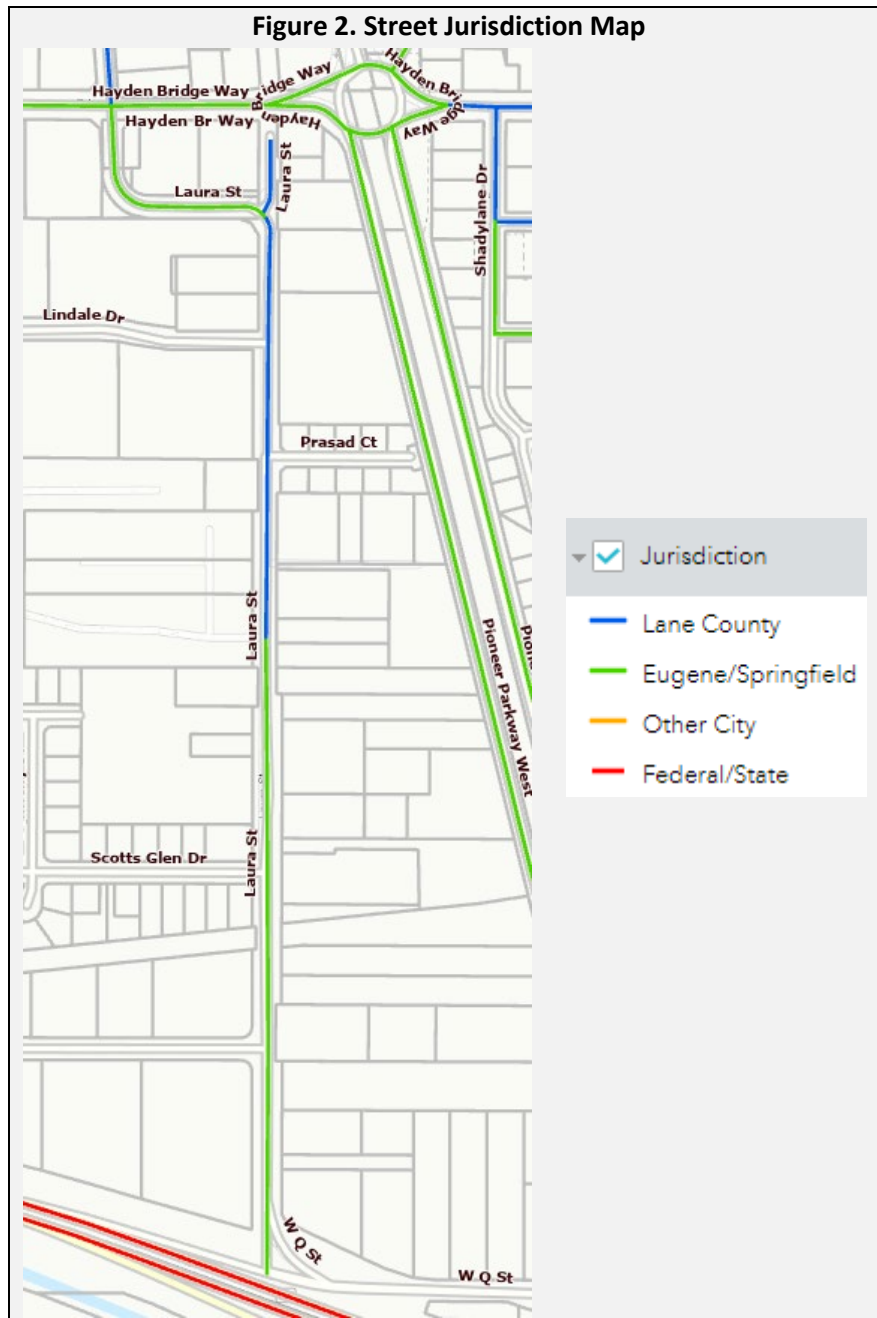 Figure 2. Street Jurisdiction Map
Hayden Bridge Way
Bridge Way
Hayden Bridge Way
Hayden Br Way
Hayden
Laura St
Laura St
Shadylane Dr
Lindale Dr
Prasad Ct
Laura St
Pioneer Parkway West
Pion
Scotts Glen Dr
Laura St
W Q St
W Q St
Jurisdiction
Lane County
Eugene/Springfield
Other City
Federal/State